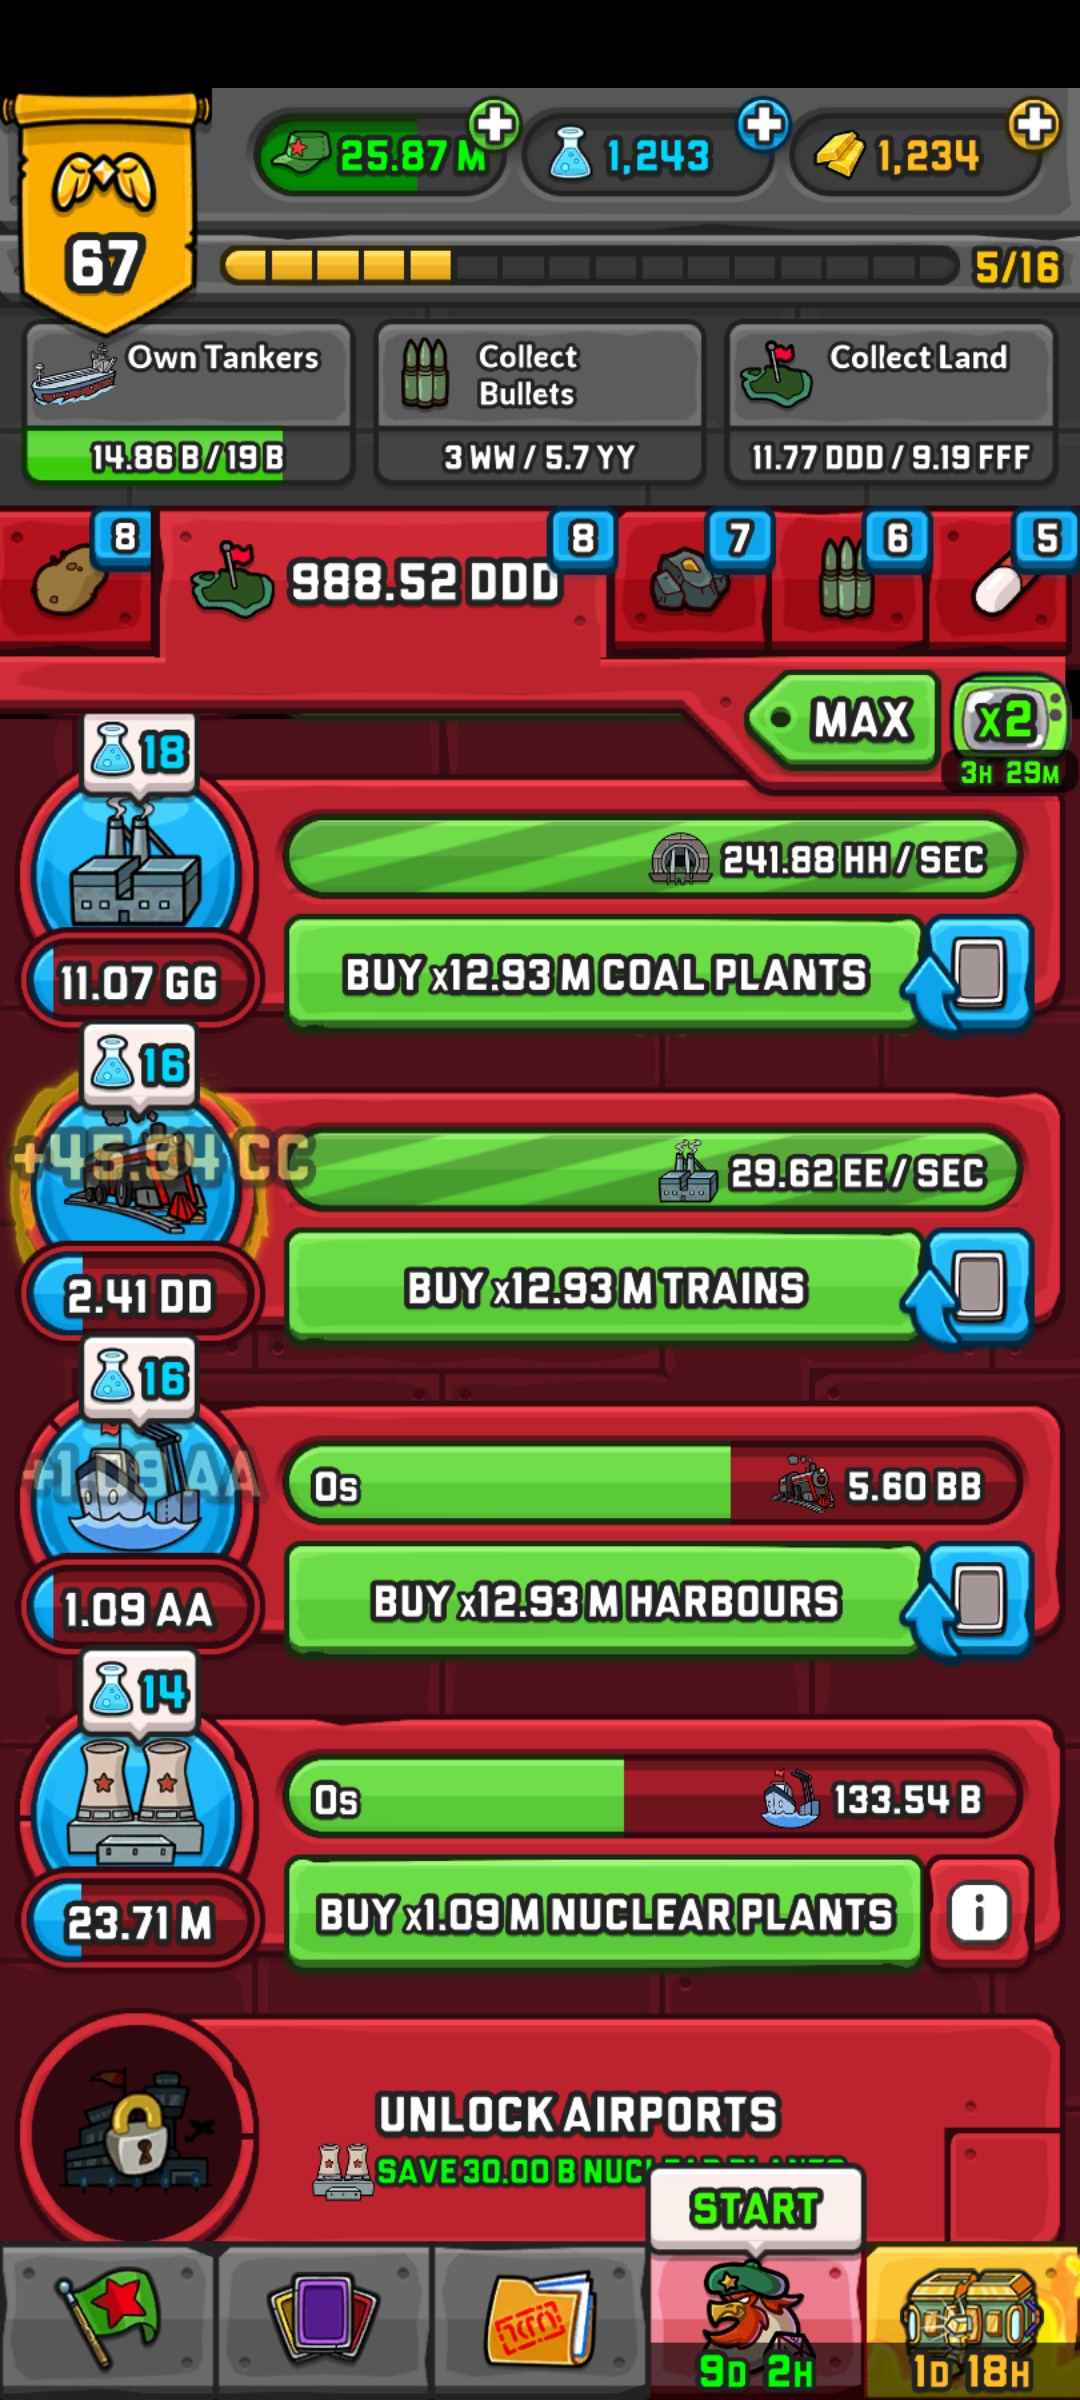 25.87 M
1,243
1,234
67
5/16
Own Tankers
14.86 B / 19 B
Collect
Bullets
3 WW / 5.7 YY
Collect Land
11.77 DDD / 9.19 FFF
8
988.52 DDD
8
7
6
5
MAX
x2
3H 29M
18
241.88 HH / SEC
11.07 GG
BUY x12.93 M COAL PLANTS
16
+45.34 CC
29.62 EE / SEC
2.41 DD
BUY x12.93 M TRAINS
16
+1.09 AA
0s
5.60 BB
1.09 AA
BUY x12.93 M HARBOURS
14
0s
133.54 B
23.71 M
BUY x1.09 M NUCLEAR PLANTS
i
UNLOCK AIRPORTS
SAVE 30.00 B NUCLEAR PLANTS
START
9D 2H
1D 18H